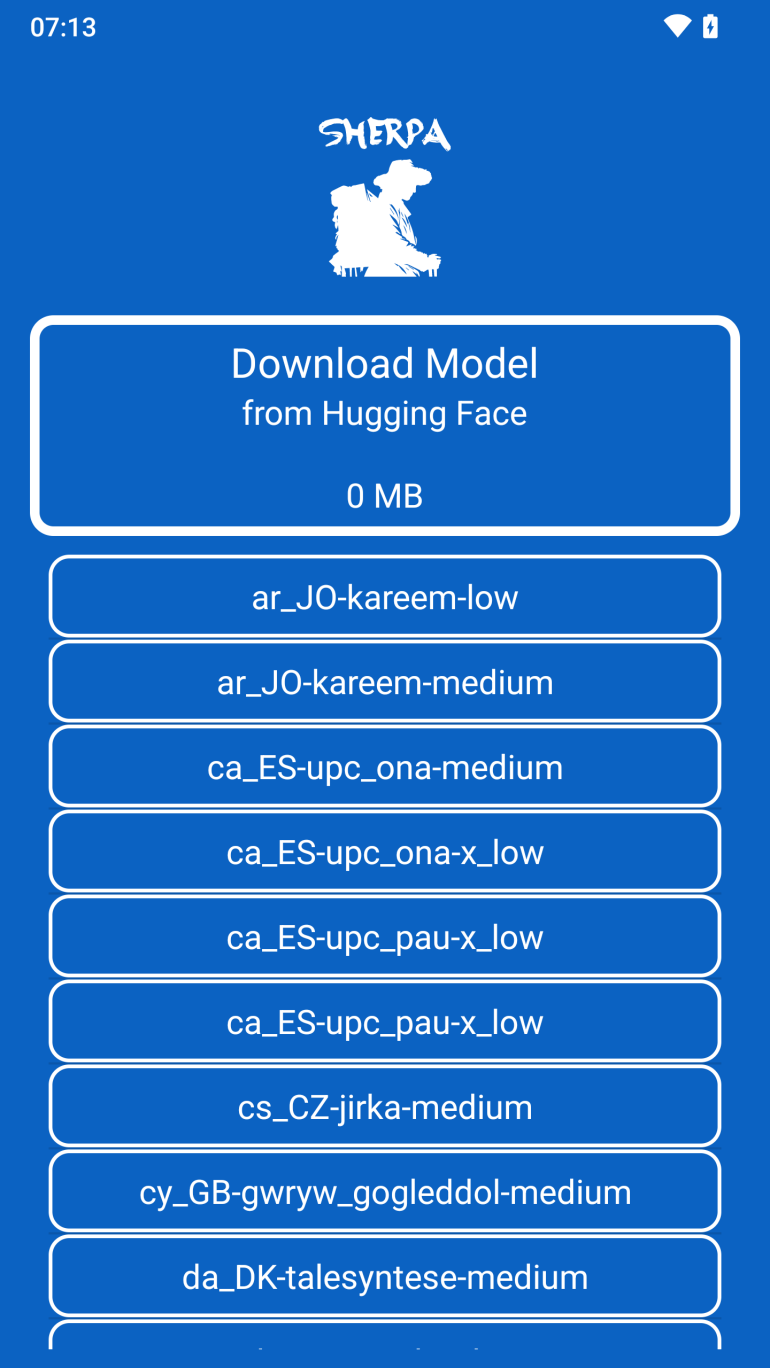 07:13
SHERPA
Download Model
from Hugging Face
0 MB
ar_JO-kareem-low
ar_JO-kareem-medium
ca_ES-upc_ona-medium
ca_ES-upc_ona-x_low
ca_ES-upc_pau-x_low
ca_ES-upc_pau-x_low
cs_CZ-jirka-medium
cy_GB-gwryw_gogleddol-medium
da_DK-talesyntese-medium